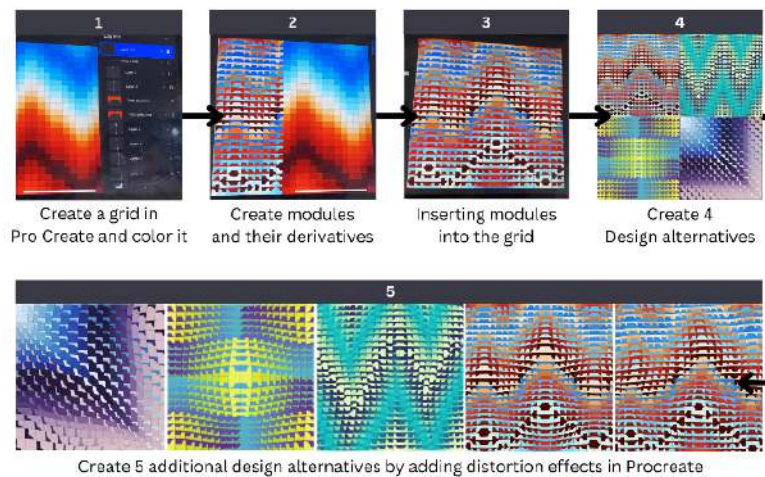 1
2
3
4
Create a grid in
Pro Create and color it
Create modules
and their derivatives
Inserting modules
into the grid
Create 4
Design alternatives
5
Create 5 additional design alternatives by adding distortion effects in Procreate